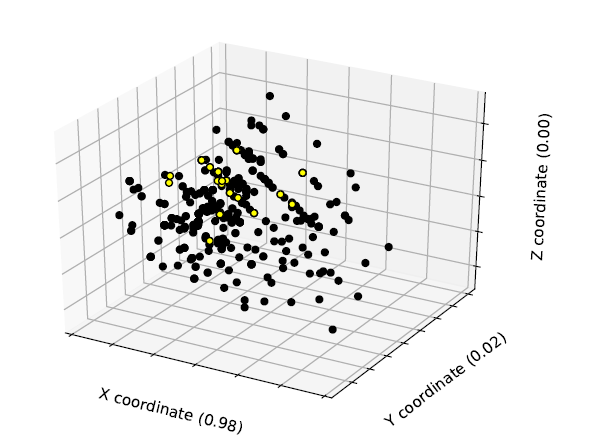 Z coordinate (0.00)
X coordinate (0.98)
Y coordinate (0.02)